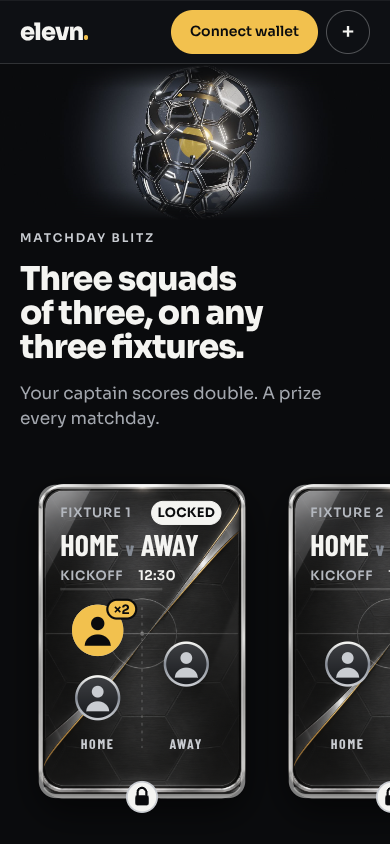 elevn.
Connect wallet
+
MATCHDAY BLITZ
Three squads
of three, on any
three fixtures.
Your captain scores double. A prize
every matchday.
FIXTURE 1 LOCKED
HOME v AWAY
KICKOFF 12:30
×2
HOME AWAY
FIXTURE 2
HOME v
KICKOFF
HOME